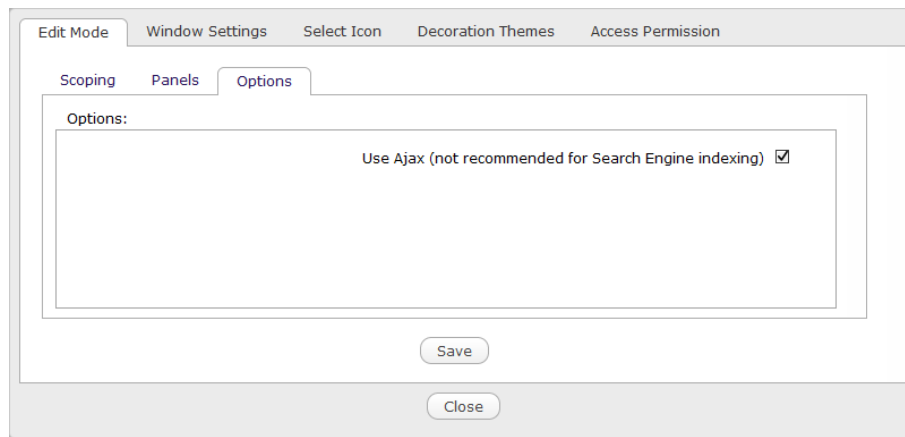 Edit Mode Window Settings Select Icon Decoration Themes Access Permission
Scoping Panels Options
Options:
Use Ajax (not recommended for Search Engine indexing)
Save
Close